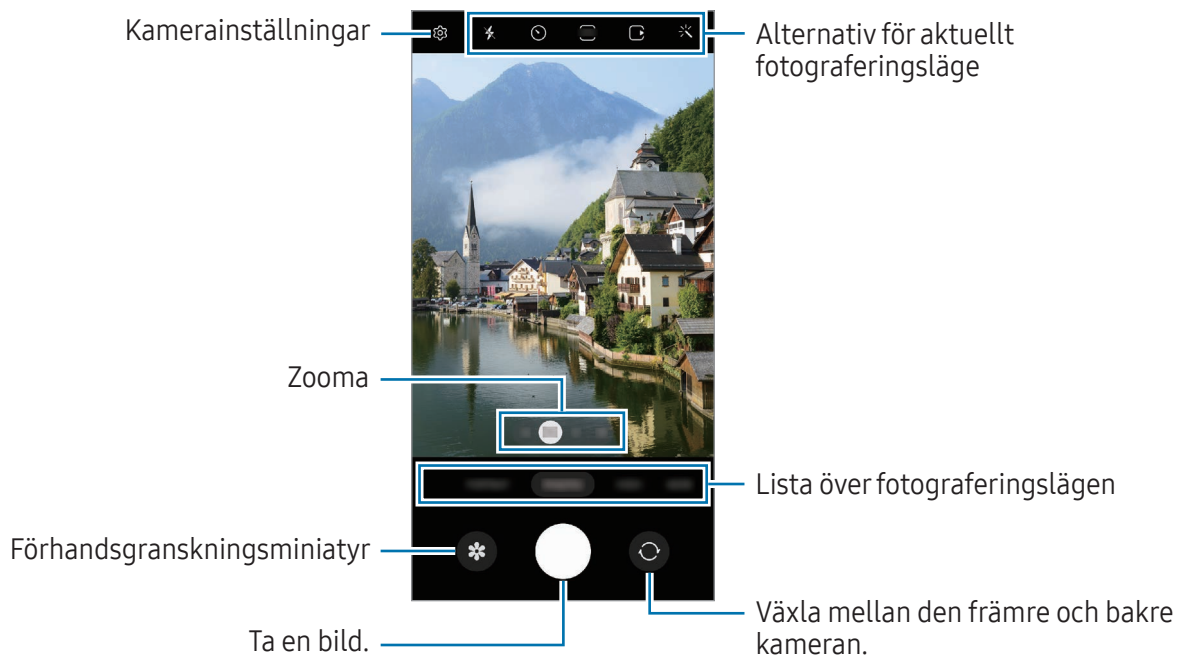 Kamerainställningar
Alternativ för aktuellt
fotograferingsläge
Zooma
Lista över fotograferingslägen
Förhandsgranskningsminiatyr
Växla mellan den främre och bakre
kameran.
Ta en bild.